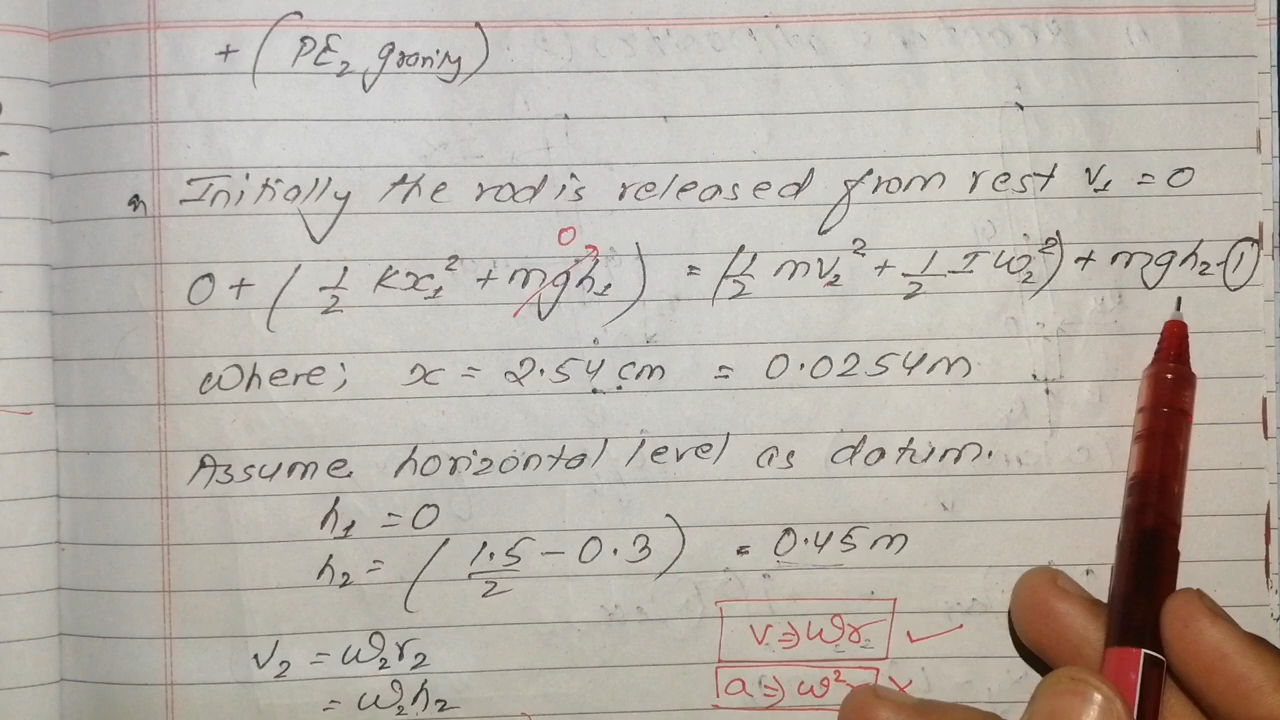 + (PE₂ gravity)
Initially the rod is released from rest v₁ = 0
0
0 + ( 1/2 Kx₁² + mgh₁ ) = ( 1/2 mv₂² + 1/2 Iω₂² ) + mgh₂ - ①
Where; x = 2.54 cm = 0.0254m
Assume horizontal level as datum.
h₁ = 0
h₂ = ( 1.5/2 - 0.3 ) = 0.45m
v₂ = ω₂r₂ v ⇒ ωr₂ ✓
= ω₂h₂ a ⇒ ω²